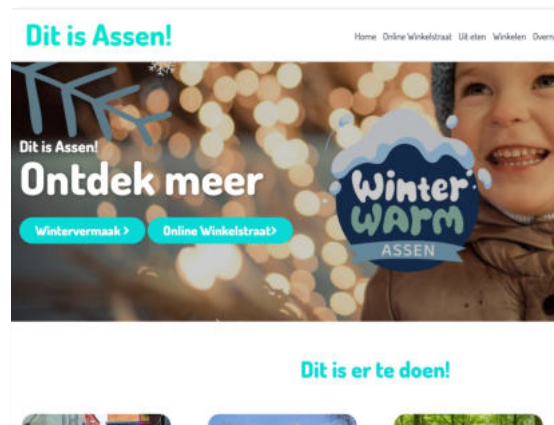 Dit is Assen!
Home Online Winkelstraat Uit eten Winkelen
Dit is Assen!
Ontdek meer
Wintervermaak >
Online Winkelstraat>
Winter
WARM
ASSEN
Dit is er te doen!